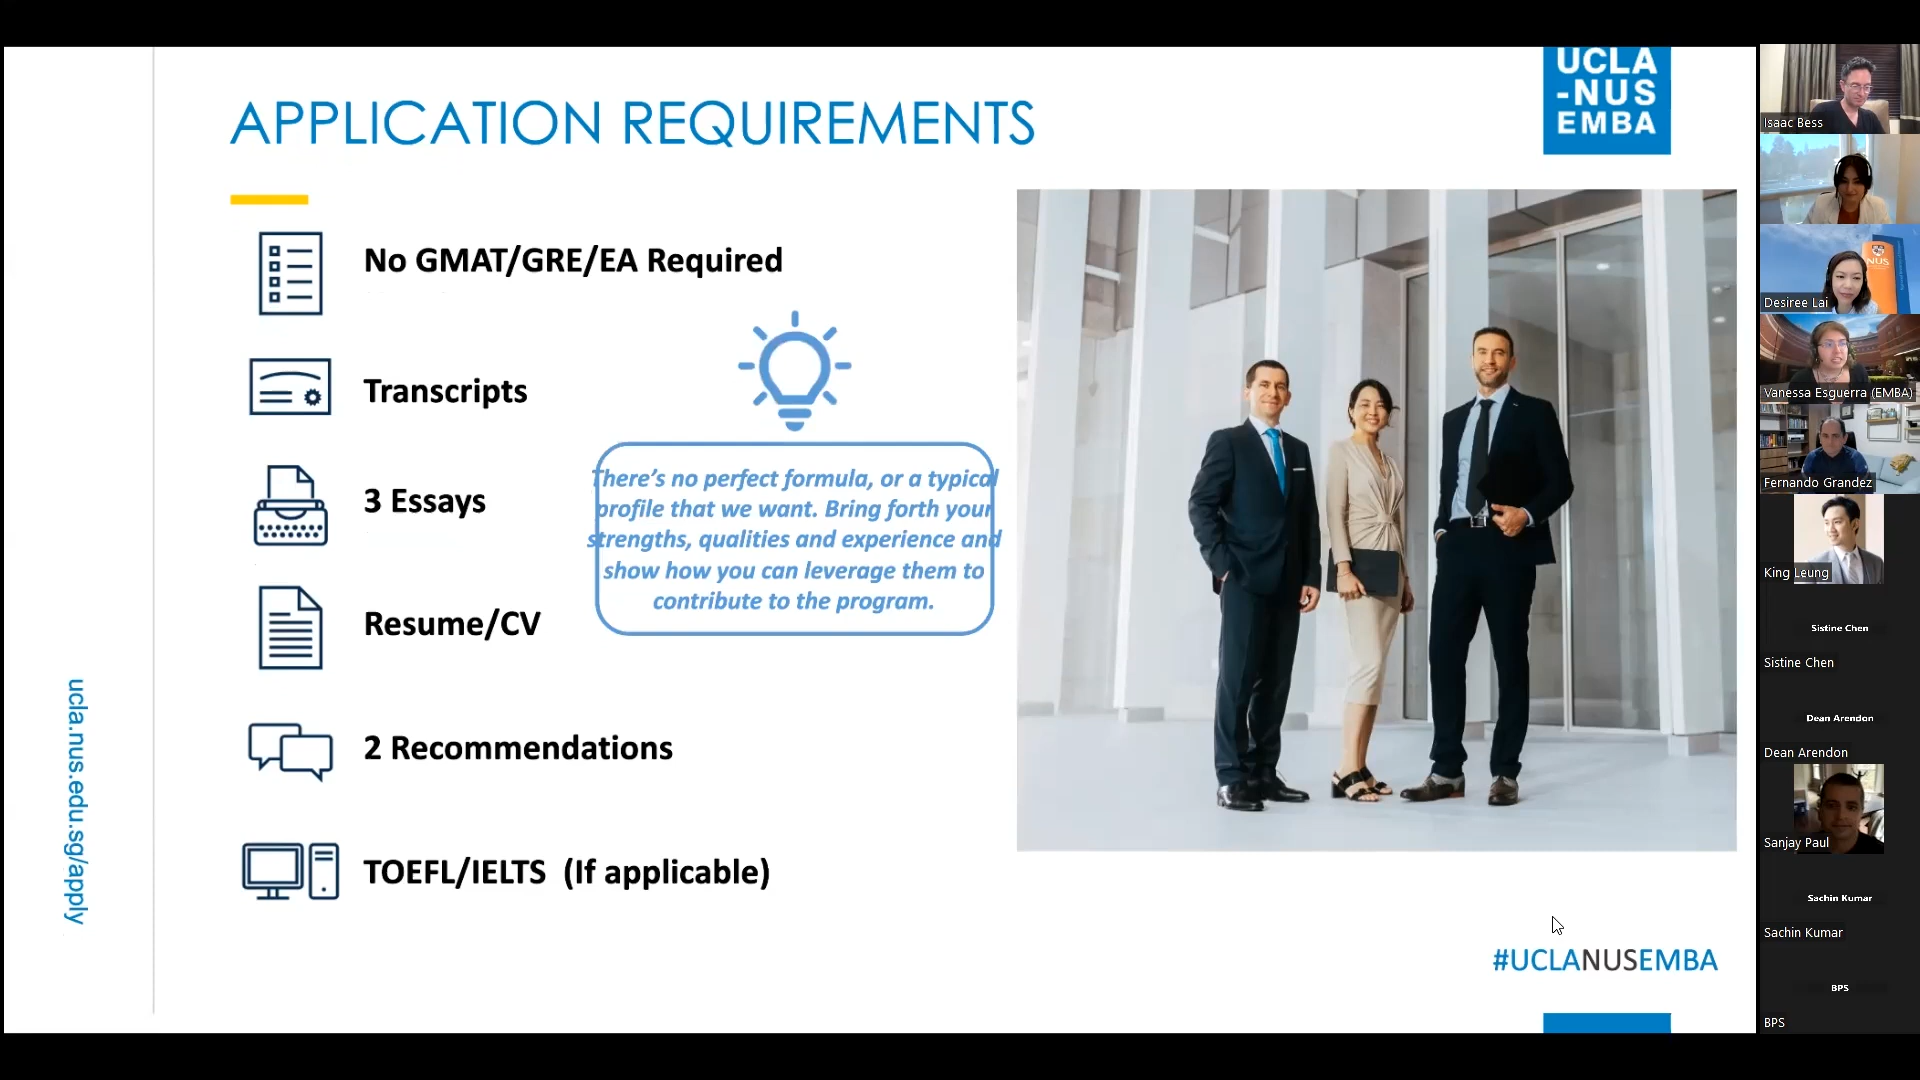 APPLICATION REQUIREMENTS
UCLA
-NUS
EMBA
No GMAT/GRE/EA Required
Transcripts
3 Essays
There's no perfect formula, or a typical
profile that we want. Bring forth your
strengths, qualities and experience and
show how you can leverage them to
contribute to the program.
Resume/CV
2 Recommendations
TOEFL/IELTS (If applicable)
ucla.nus.edu.sg/apply
#UCLANUSEMBA
Isaac Bess
NUS
Desiree Lai
Vanessa Esguerra (EMBA)
Fernando Grandez
King Leung
Sistine Chen
Sistine Chen
Dean Arendon
Dean Arendon
Sanjay Paul
Sachin Kumar
Sachin Kumar
BPS
BPS